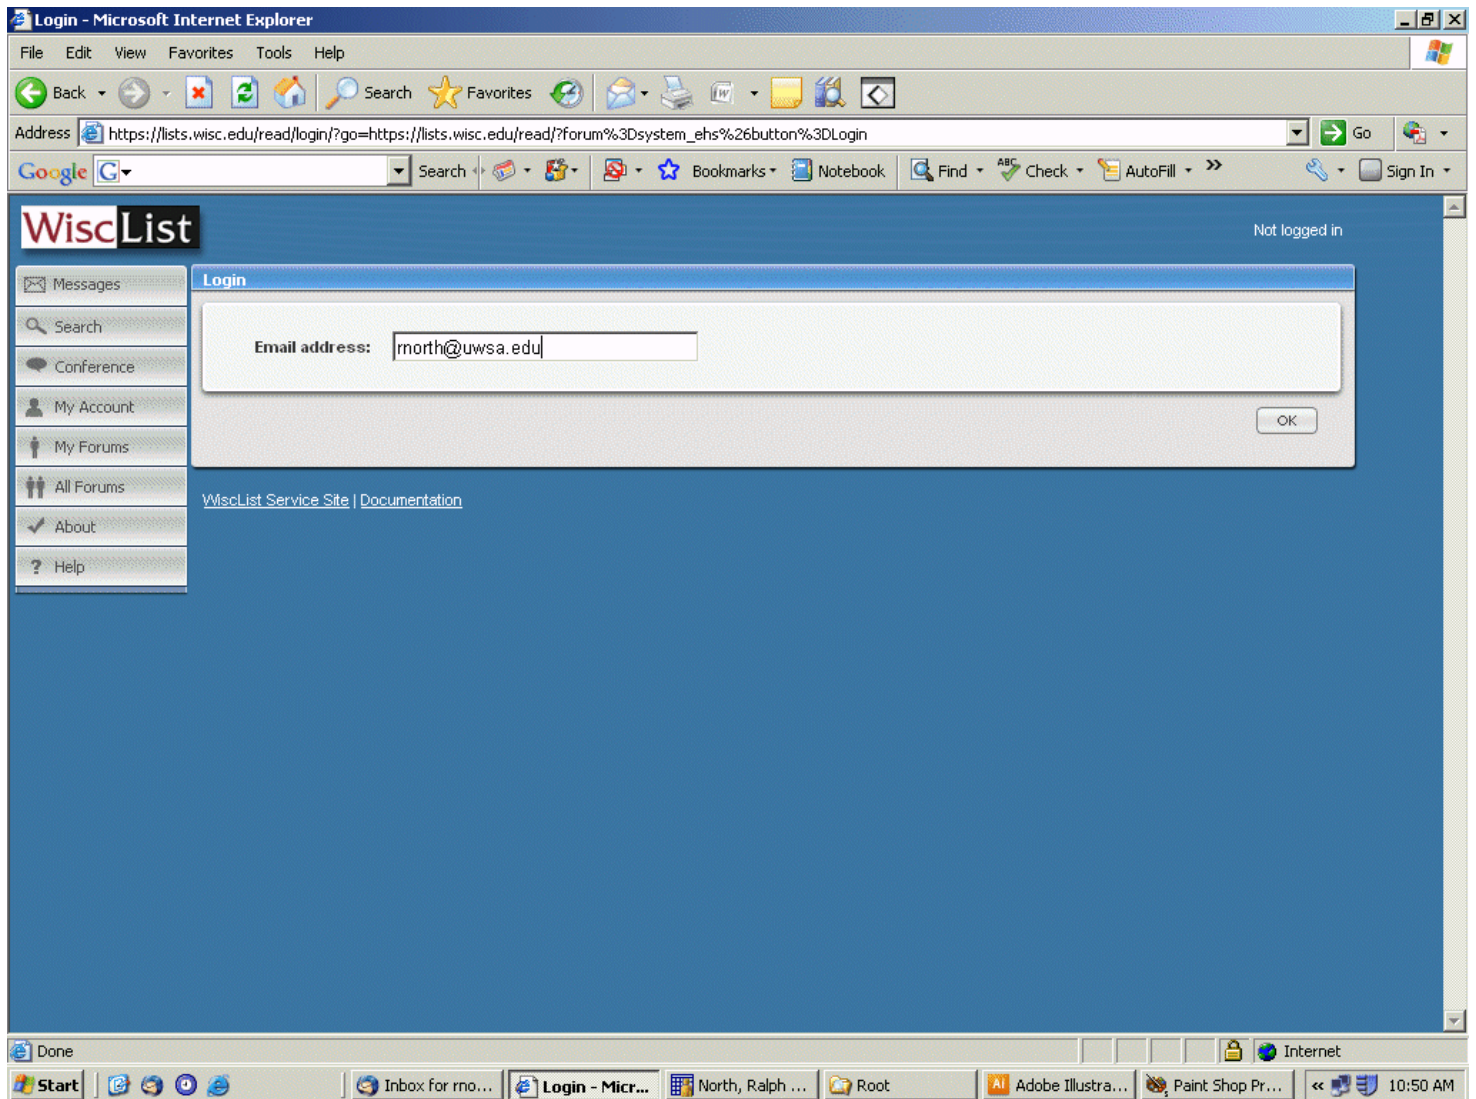 Login - Microsoft Internet Explorer
File Edit View Favorites Tools Help
Back Search Favorites
Address https://lists.wisc.edu/read/login/?go=https://lists.wisc.edu/read/?forum%3Dsystem_ehs%26button%3DLogin Go
Google G Search Bookmarks Notebook Find ABC Check AutoFill » Sign In
WiscList
Not logged in
Messages
Login
Search
Email address: rnorth@uwsa.edu
Conference
My Account
OK
My Forums
All Forums
WiscList Service Site | Documentation
About
? Help
Done Internet
Start Inbox for rno... Login - Micr... North, Ralph ... Root Adobe Illustra... Paint Shop Pr... « 10:50 AM